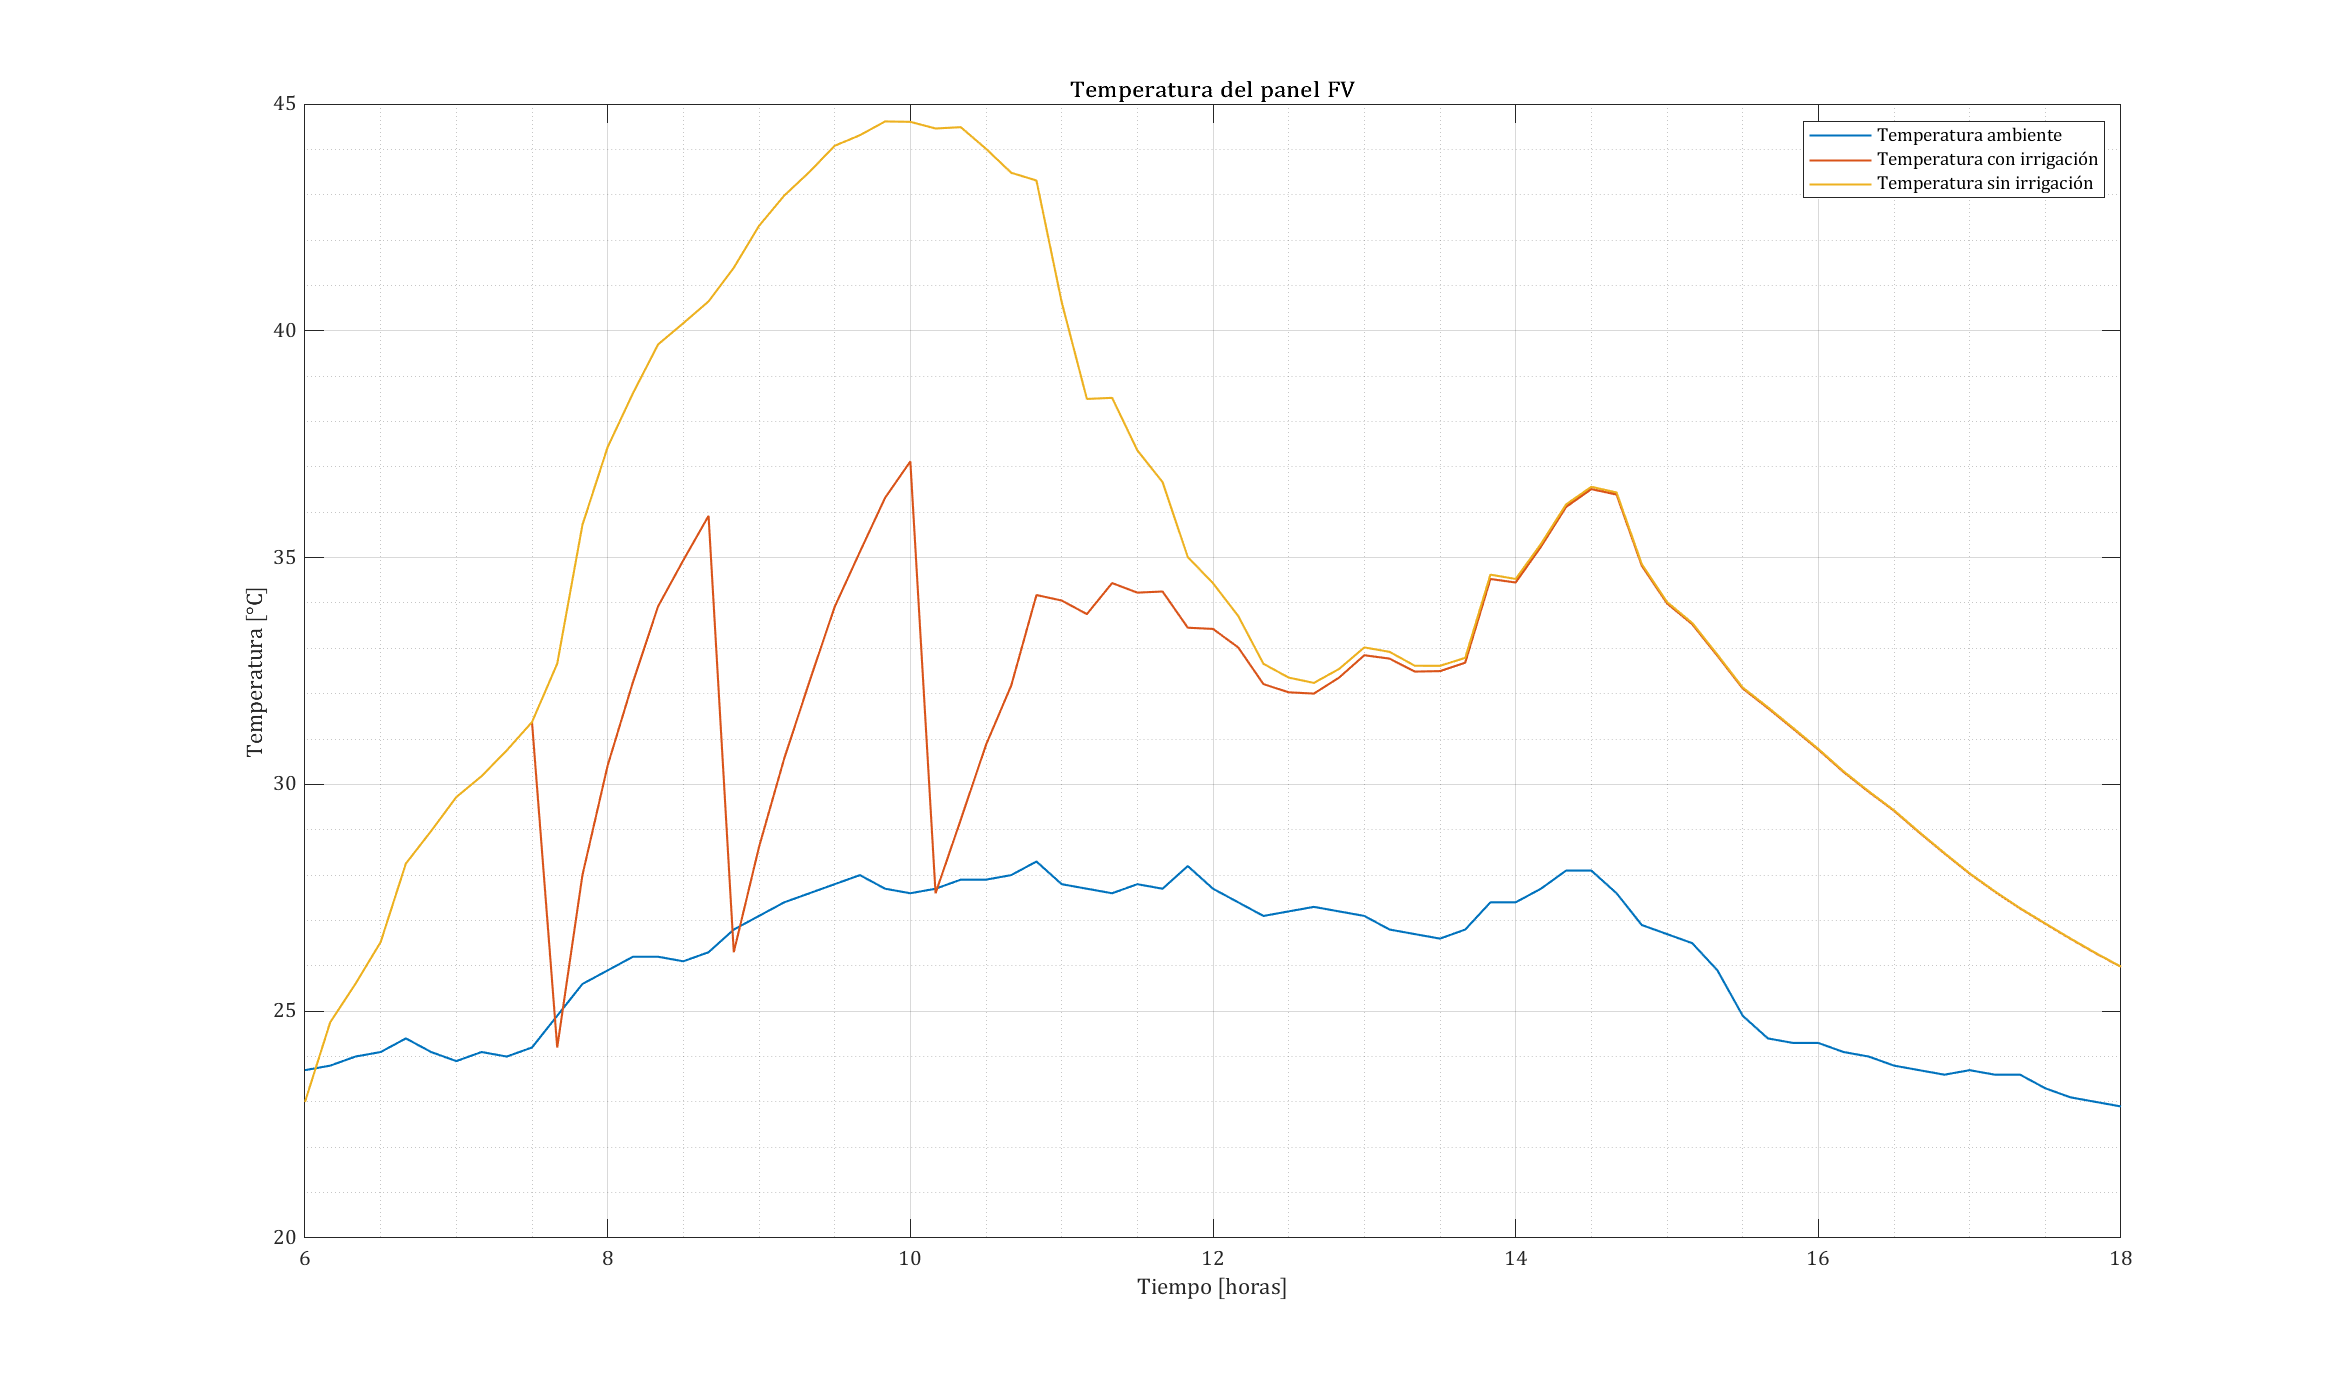 Temperatura del panel FV
45
40
35
30
25
20
Temperatura [°C]
Temperatura ambiente
Temperatura con irrigación
Temperatura sin irrigación
6 8 10 12 14 16 18
Tiempo [horas]